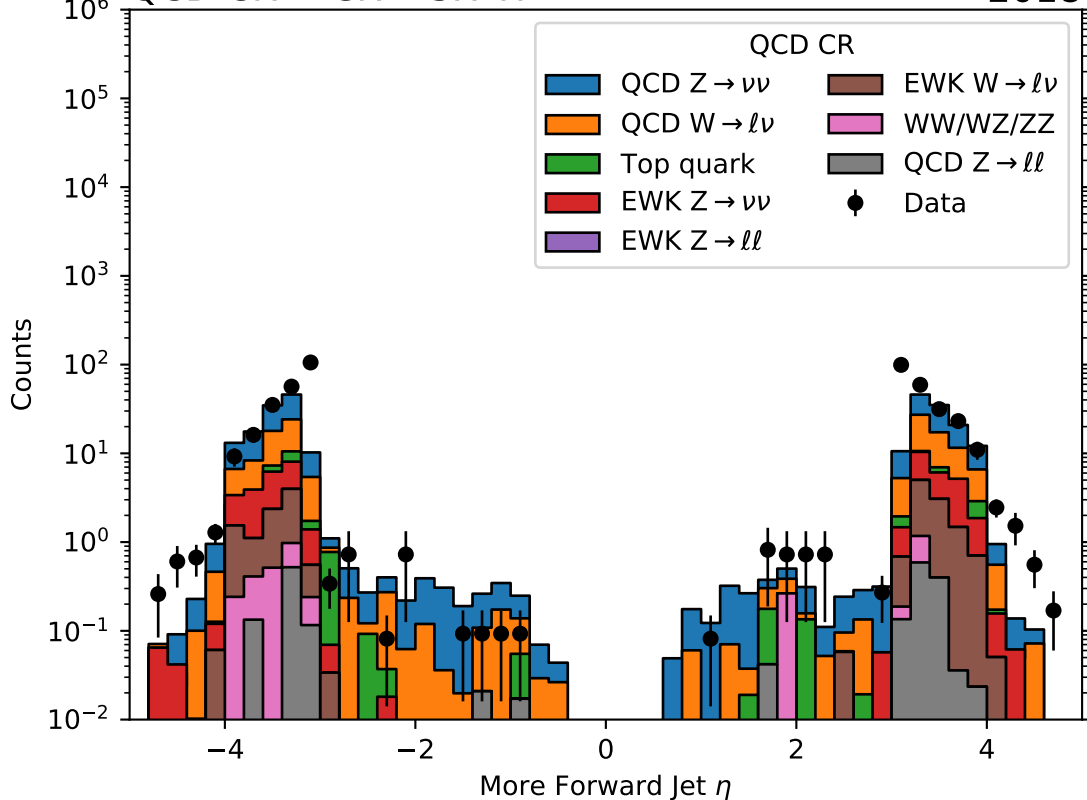 QCD CR
QCD Z → νν
QCD W → ℓν
Top quark
EWK Z → νν
EWK Z → ℓℓ
EWK W → ℓν
WW/WZ/ZZ
QCD Z → ℓℓ
Data
Counts
10⁶
10⁵
10⁴
10³
10²
10¹
10⁰
10⁻¹
10⁻²
−4 −2 0 2 4
More Forward Jet η